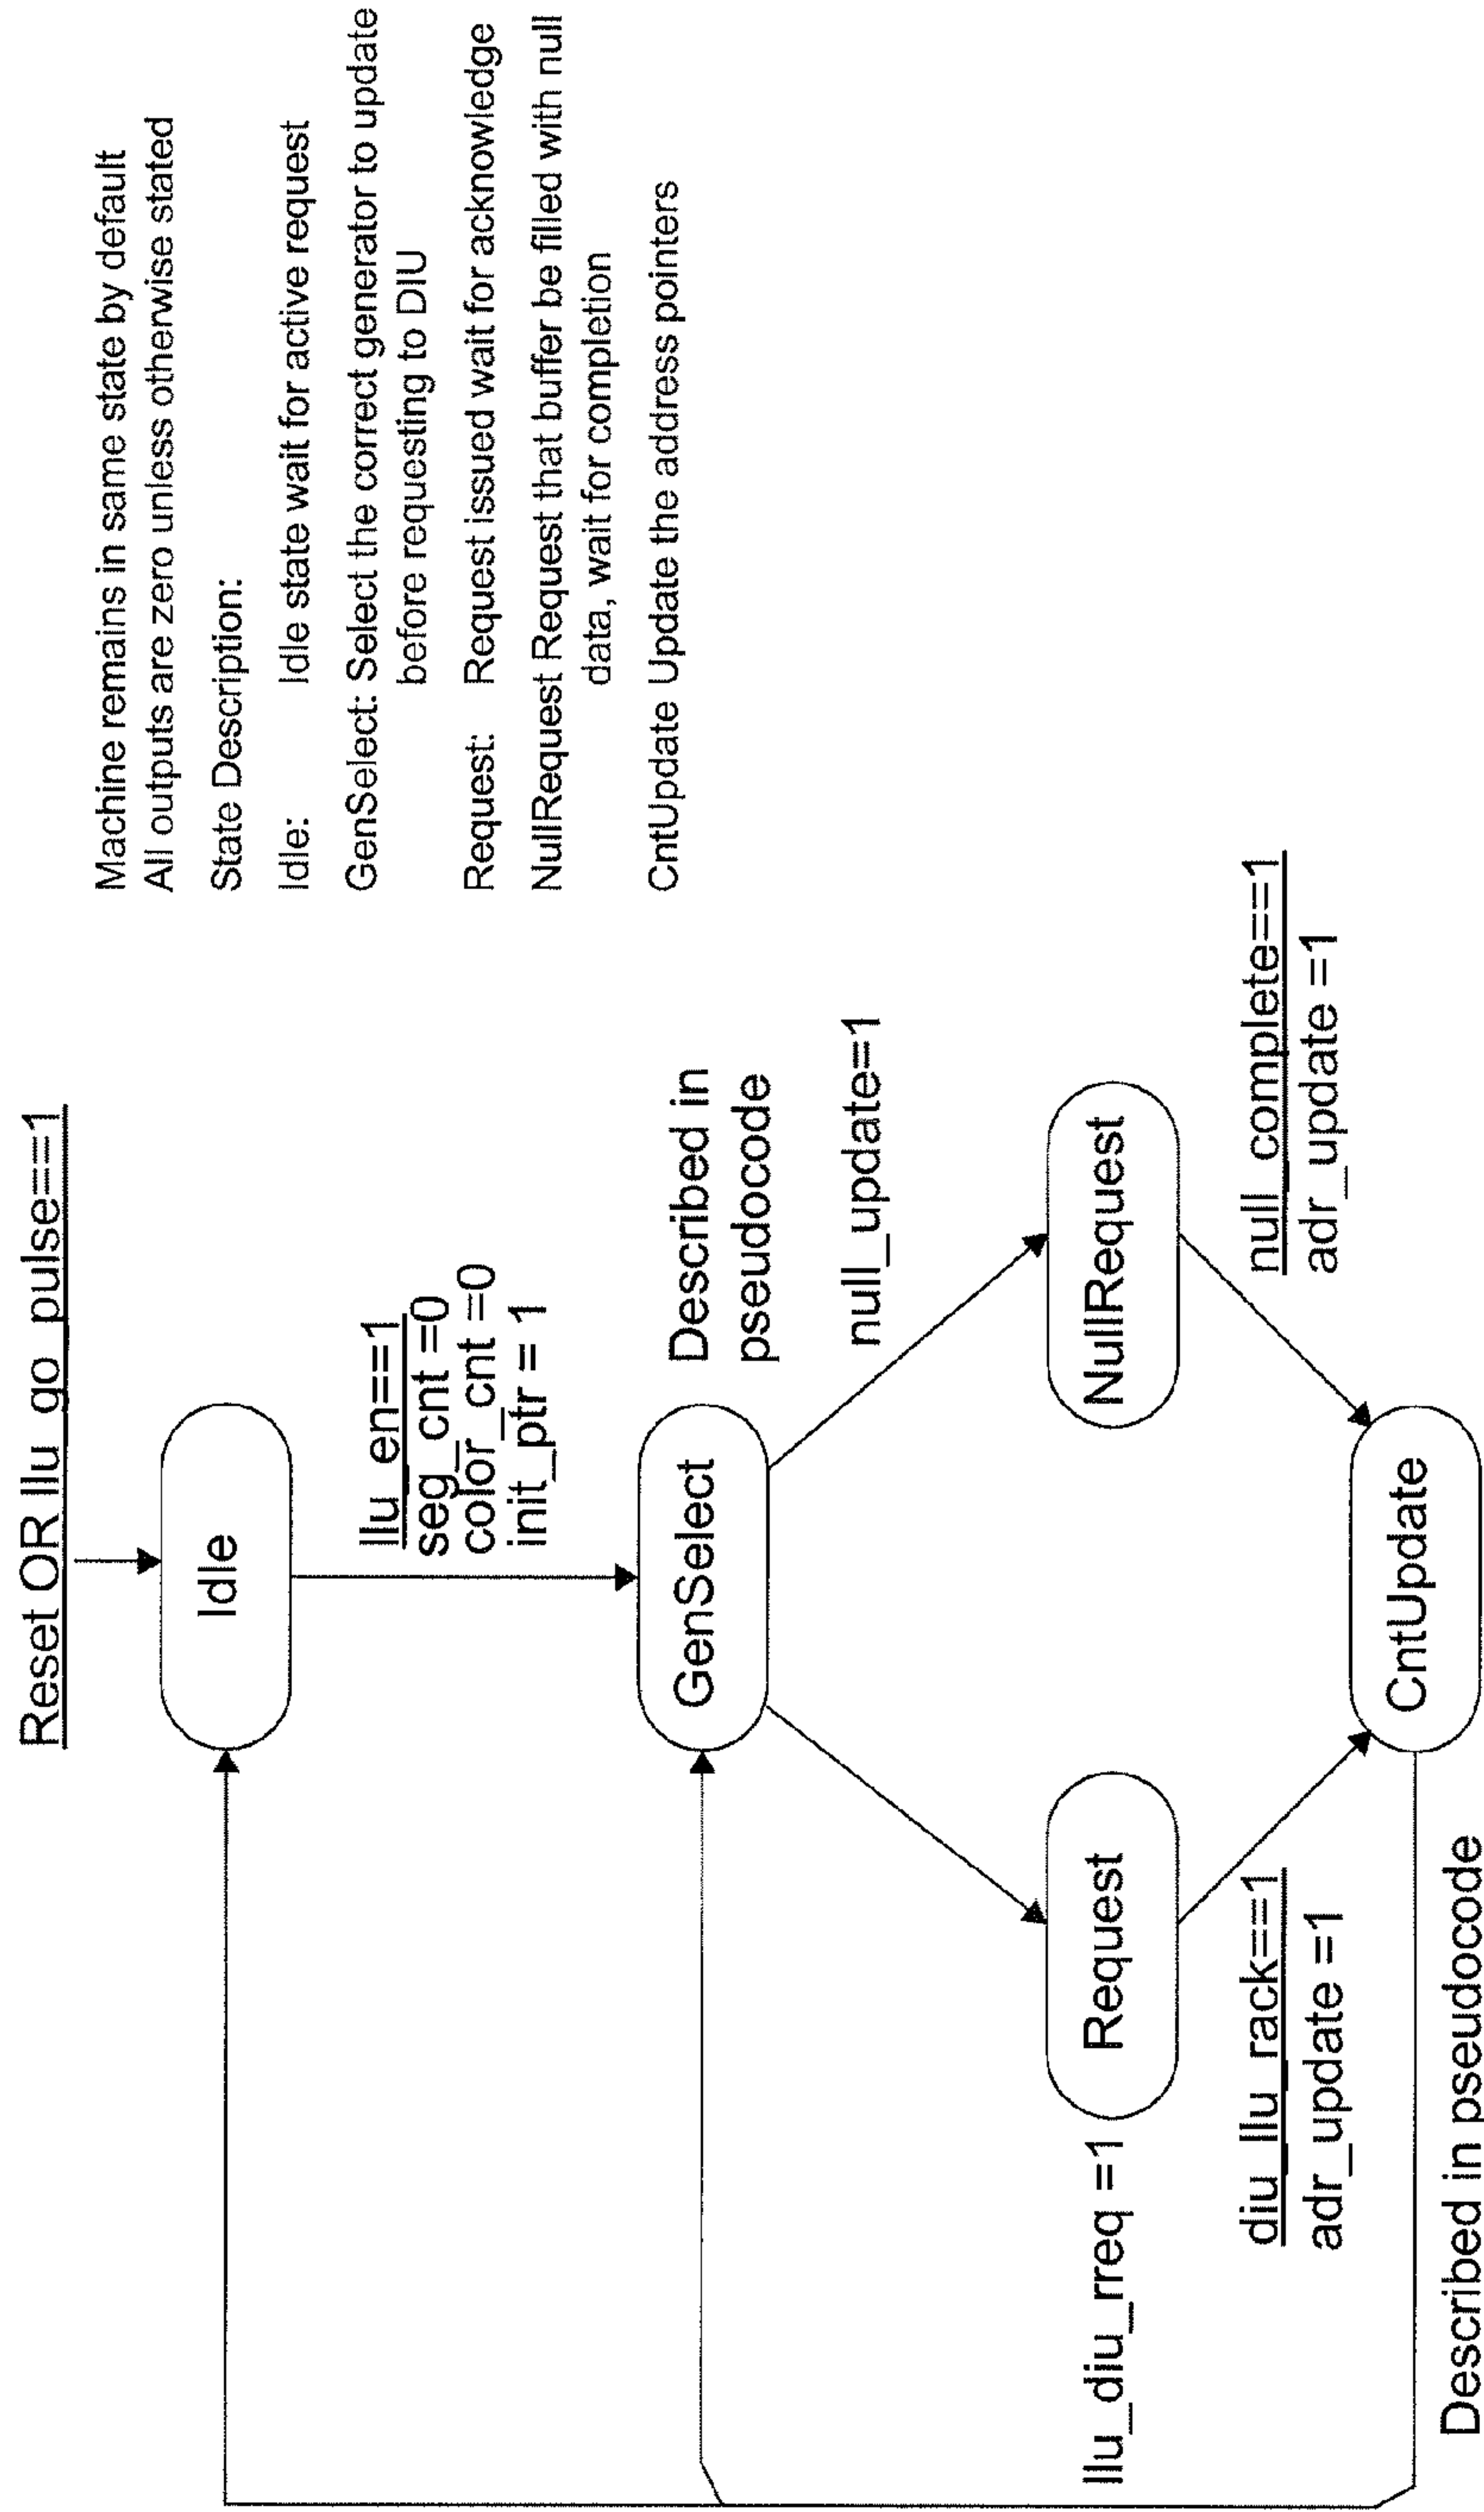 Reset OR llu_go_pulse==1
Idle
llu_en==1
seg_cnt =0
color_cnt =0
init_ptr = 1
GenSelect
Described in
pseudocode
null_update=1
Request
llu_diu_rreq =1
NullRequest
diu_llu_rack==1
adr_update =1
null_complete==1
adr_update =1
CntUpdate
Described in pseudocode
Machine remains in same state by default
All outputs are zero unless otherwise stated
State Description:
Idle: Idle state wait for active request
GenSelect: Select the correct generator to update
before requesting to DIU
Request: Request issued wait for acknowledge
NullRequest Request that buffer be filled with null
data, wait for completion
CntUpdate Update the address pointers